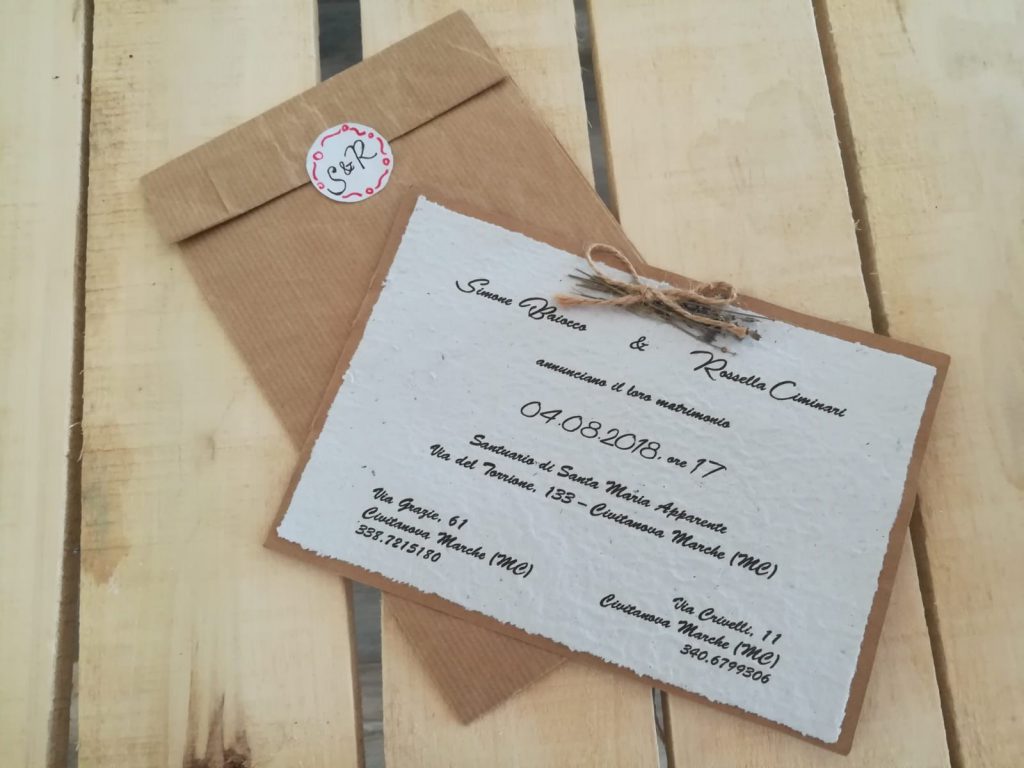 S&R
Simone Baiocco
&
Rossella Ciminari
annunciano il loro matrimonio
04.08.2018, ore 17
Santuario di Santa Maria Apparente
Via del Torrione, 133 – Civitanova Marche (MC)
Via Grazie, 61
Civitanova Marche (MC)
338.7215180
Via Crivelli, 11
Civitanova Marche (MC)
340.6799306